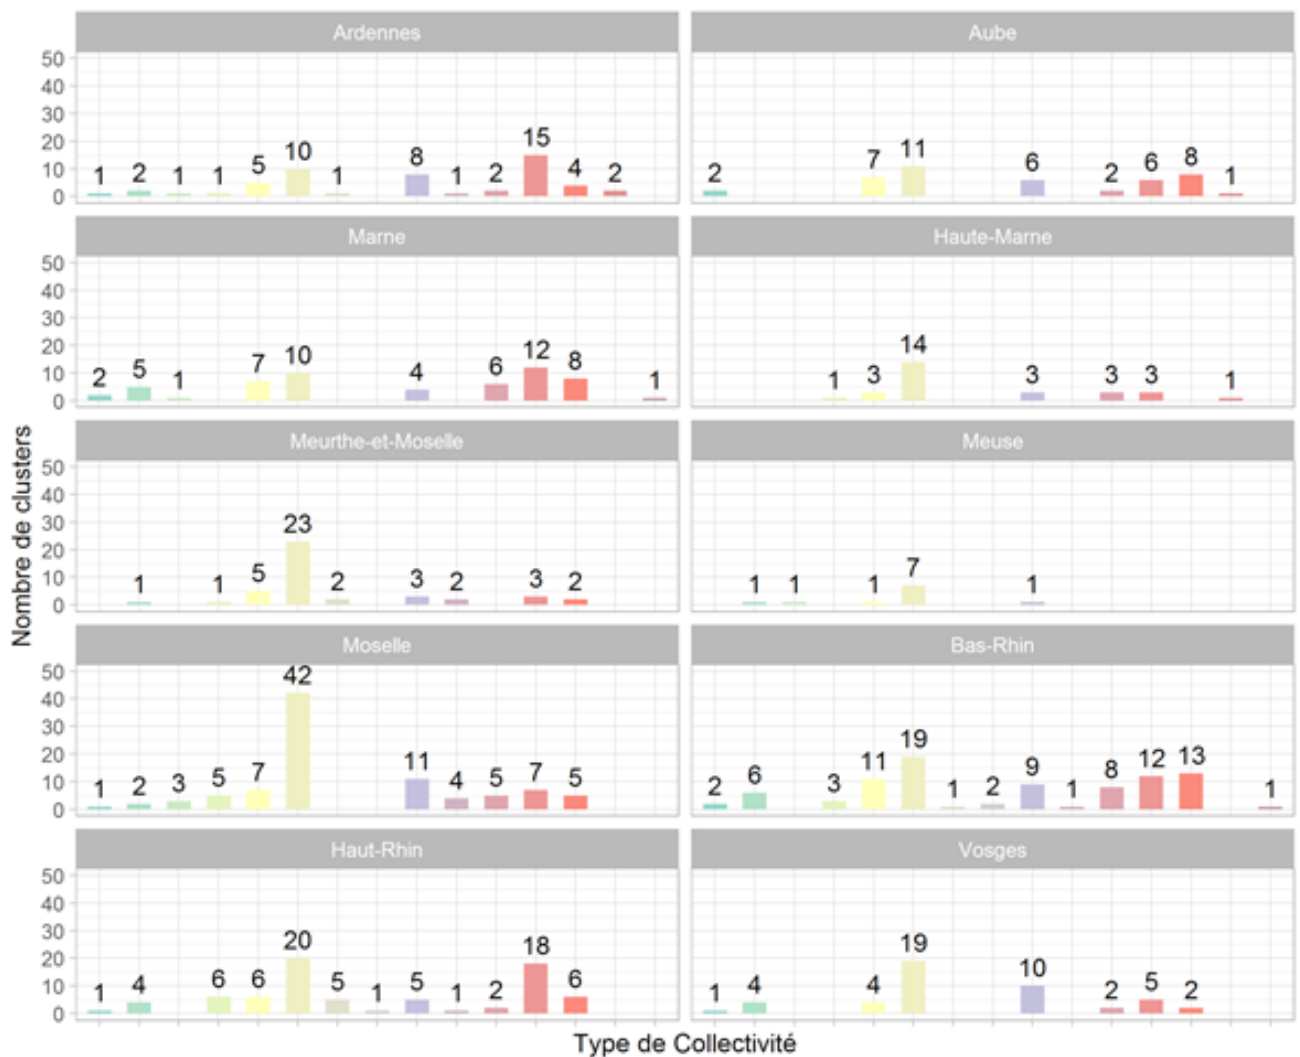 Ardennes Aube
50
40
30
20
10
0
1 2 1 1 5 10 1 8 1 2 15 4 2
2 7 11 6 2 6 8 1
Marne Haute-Marne
50
40
30
20
10
0
2 5 1 7 10 4 6 12 8 1
1 3 14 3 3 3 1
Nombre de clusters
Meurthe-et-Moselle Meuse
50
40
30
20
10
0
1 1 5 23 2 3 2 3 2
1 1 1 7 1
Moselle Bas-Rhin
50
40
30
20
10
0
1 2 3 5 7 42 11 4 5 7 5
2 6 3 11 19 1 2 9 1 8 12 13 1
Haut-Rhin Vosges
50
40
30
20
10
0
1 4 6 6 20 5 1 5 1 2 18 6
1 4 4 19 10 2 5 2
Type de Collectivité